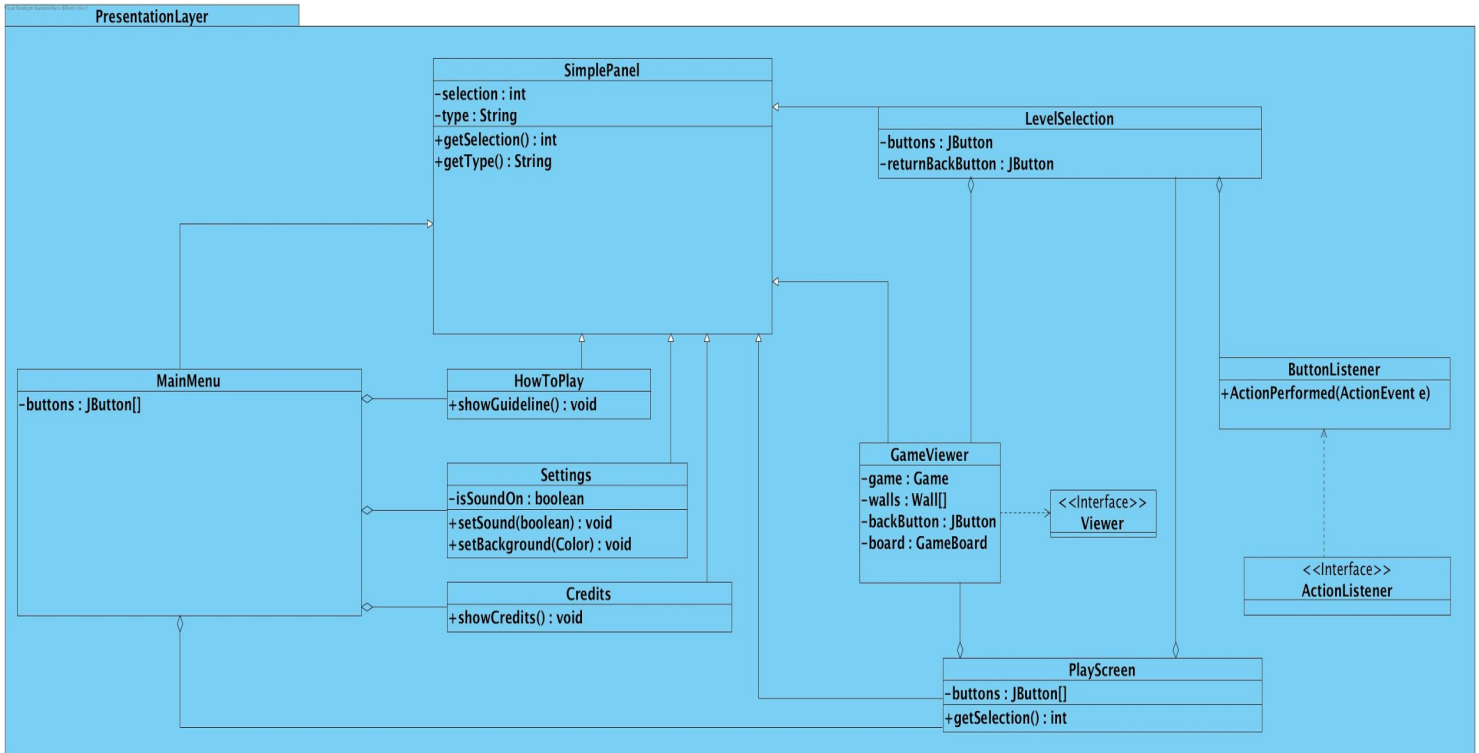 PresentationLayer
SimplePanel
-selection : int
-type : String
+getSelection() : int
+getType() : String
LevelSelection
-buttons : JButton
-returnBackButton : JButton
MainMenu
-buttons : JButton[]
HowToPlay
+showGuideline() : void
Settings
-isSoundOn : boolean
+setSound(boolean) : void
+setBackground(Color) : void
Credits
+showCredits() : void
GameViewer
-game : Game
-walls : Wall[]
-backButton : JButton
-board : GameBoard
<<Interface>>
Viewer
ButtonListener
+ActionPerformed(ActionEvent e)
<<Interface>>
ActionListener
PlayScreen
-buttons : JButton[]
+getSelection() : int